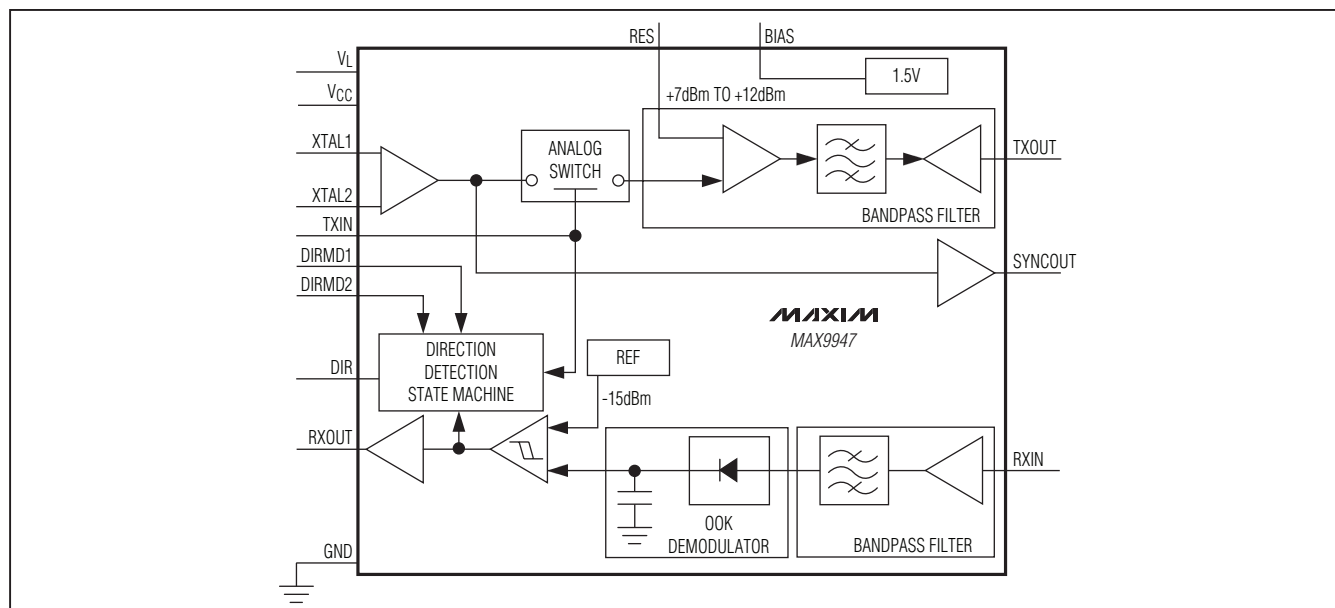 RES
BIAS
VL
1.5V
VCC
+7dBm TO +12dBm
XTAL1
ANALOG
SWITCH
TXOUT
XTAL2
BANDPASS FILTER
TXIN
DIRMD1
SYNCOUT
DIRMD2
MAXIM
MAX9947
DIRECTION
DETECTION
STATE MACHINE
REF
DIR
-15dBm
RXOUT
RXIN
OOK
DEMODULATOR
BANDPASS FILTER
GND